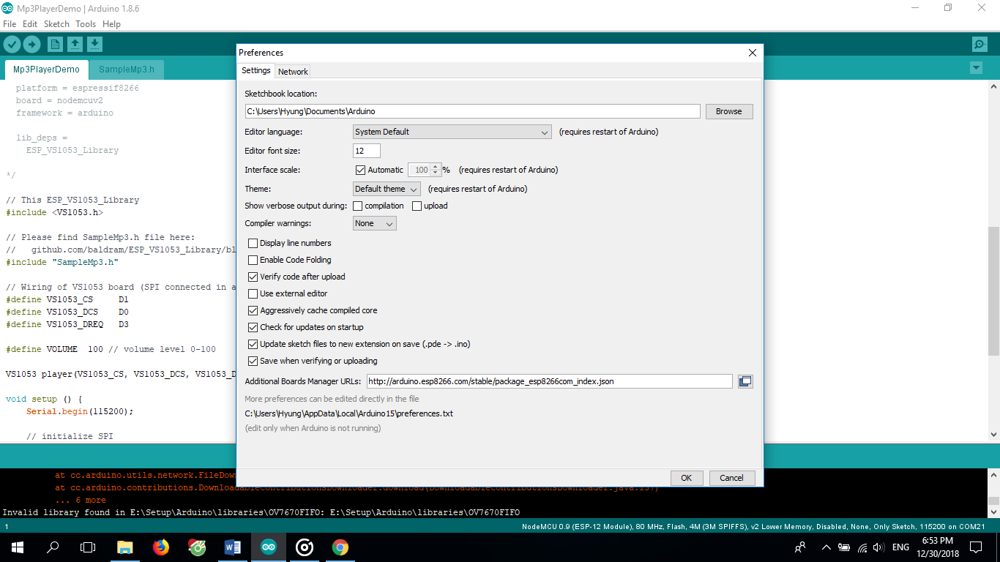 Mp3PlayerDemo | Arduino 1.8.6
File Edit Sketch Tools Help
Mp3PlayerDemo SampleMp3.h
platform = espressif8266
board = nodemcuv2
framework = arduino
lib_deps =
ESP_VS1053_Library
*/
// This ESP_VS1053_Library
#include <VS1053.h>
// Please find SampleMp3.h file here:
// github.com/baldram/ESP_VS1053_Library/bl
#include "SampleMp3.h"
// Wiring of VS1053 board (SPI connected in a
#define VS1053_CS D1
#define VS1053_DCS D0
#define VS1053_DREQ D3
#define VOLUME 100 // volume level 0-100
VS1053 player(VS1053_CS, VS1053_DCS, VS1053_D
void setup () {
Serial.begin(115200);
// initialize SPI
Preferences
Settings Network
Sketchbook location:
C:\Users\Hyung\Documents\Arduino Browse
Editor language: System Default (requires restart of Arduino)
Editor font size: 12
Interface scale: Automatic 100 % (requires restart of Arduino)
Theme: Default theme (requires restart of Arduino)
Show verbose output during: compilation upload
Compiler warnings: None
Display line numbers
Enable Code Folding
Verify code after upload
Use external editor
Aggressively cache compiled core
Check for updates on startup
Update sketch files to new extension on save (.pde -> .ino)
Save when verifying or uploading
Additional Boards Manager URLs: http://arduino.esp8266.com/stable/package_esp8266com_index.json
More preferences can be edited directly in the file
C:\Users\Hyung\AppData\Local\Arduino15\preferences.txt
(edit only when Arduino is not running)
OK Cancel
at cc.arduino.utils.network.FileDow
at cc.arduino.contributions.DownloadableContributionsDownloader.download(DownloadableContributionsDownloader.java:137)
... 6 more
Invalid library found in E:\Setup\Arduino\libraries\OV7670FIFO: E:\Setup\Arduino\libraries\OV7670FIFO
1 NodeMCU 0.9 (ESP-12 Module), 80 MHz, Flash, 4M (3M SPIFFS), v2 Lower Memory, Disabled, None, Only Sketch, 115200 on COM21
ENG 6:53 PM
12/30/2018